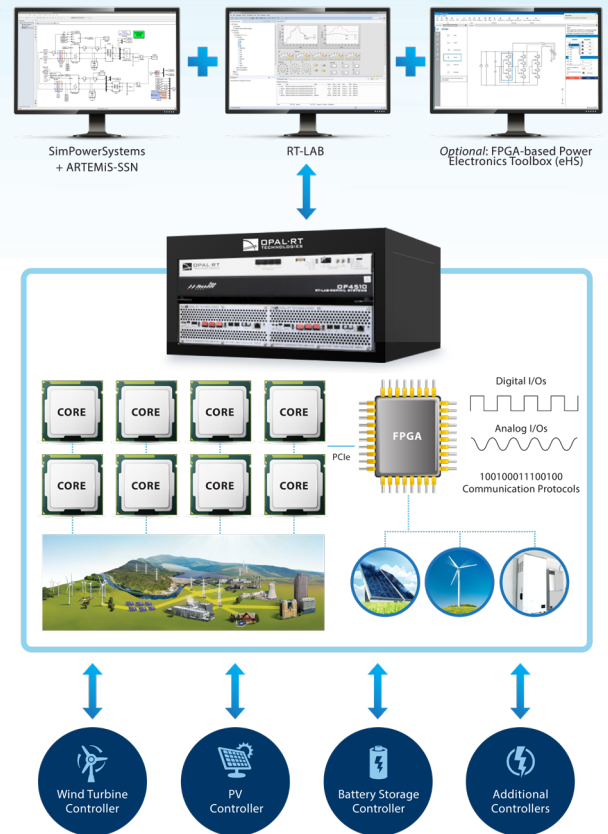 SimPowerSystems
+ ARTEMiS-SSN
RT-LAB
Optional: FPGA-based Power
Electronics Toolbox (eHS)
OPAL-RT
TECHNOLOGIES
OPAL-RT
OP4510
CORE
CORE
CORE
CORE
CORE
CORE
CORE
CORE
PCIe
FPGA
Digital I/Os
Analog I/Os
100100011100100
Communication Protocols
Wind Turbine
Controller
PV
Controller
Battery Storage
Controller
Additional
Controllers